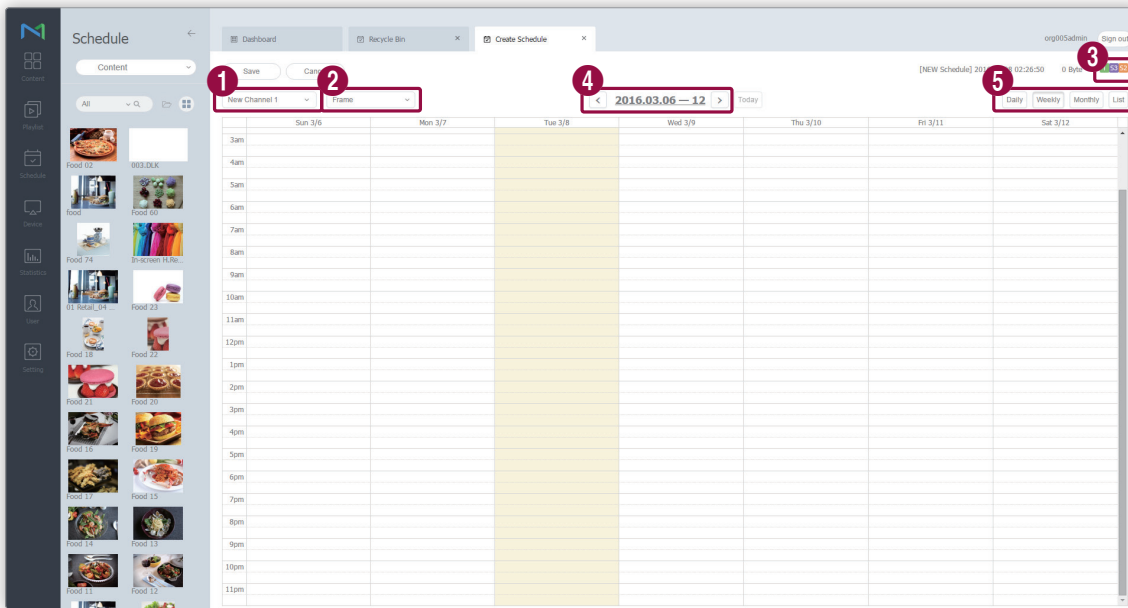 Schedule
Dashboard
Recycle Bin ×
Create Schedule ×
org005admin
Sign out
Content
Content
Playlist
Schedule
Device
Statistics
User
Setting
All
Food 02
003.DLK
food
Food 60
Food 74
In-screen H.Re...
01 Retail_04 ...
Food 23
Food 18
Food 22
Food 21
Food 20
Food 16
Food 19
Food 17
Food 15
Food 14
Food 13
Food 11
Food 12
Save
1
2
3
4
5
[NEW Schedule]
02:26:50
0 Byte
New Channel 1
Frame
< 2016.03.06 — 12 >
Today
Daily
Weekly
Monthly
List
Sun 3/6
Mon 3/7
Tue 3/8
Wed 3/9
Thu 3/10
Fri 3/11
Sat 3/12
3am
4am
5am
6am
7am
8am
9am
10am
11am
12pm
1pm
2pm
3pm
4pm
5pm
6pm
7pm
8pm
9pm
10pm
11pm